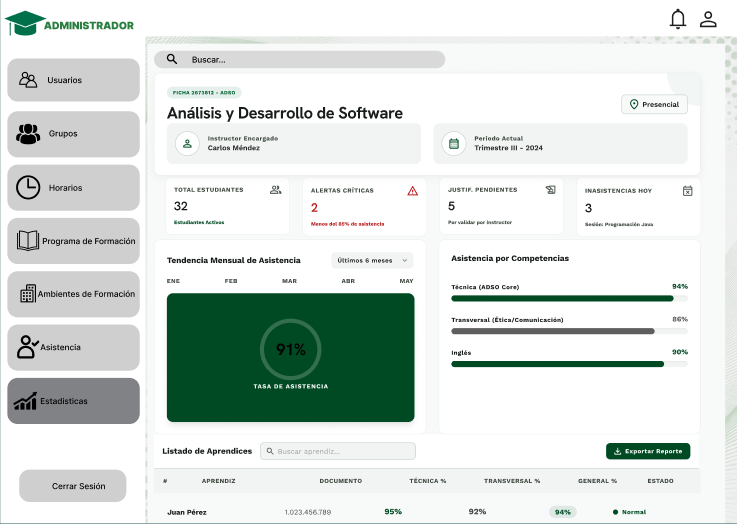 ADMINISTRADOR
Usuarios
Grupos
Horarios
Programa de Formación
Ambientes de Formación
Asistencia
Estadísticas
Cerrar Sesión
Buscar...
FICHA 2673812 - ADSO
Análisis y Desarrollo de Software
Presencial
Instructor Encargado
Carlos Méndez
Periodo Actual
Trimestre III - 2024
TOTAL ESTUDIANTES
32
Estudiantes Activos
ALERTAS CRÍTICAS
2
Menos del 85% de asistencia
JUSTIF. PENDIENTES
5
Por validar por instructor
INASISTENCIAS HOY
3
Sesión: Programación Java
Tendencia Mensual de Asistencia
Últimos 6 meses
ENE FEB MAR ABR MAY
91%
TASA DE ASISTENCIA
Asistencia por Competencias
Técnica (ADSO Core) 94%
Transversal (Ética/Comunicación) 86%
Inglés 90%
Listado de Aprendices
Buscar aprendiz...
Exportar Reporte
# APRENDIZ DOCUMENTO TÉCNICA % TRANSVERSAL % GENERAL % ESTADO
Juan Pérez 1.023.456.789 95% 92% 94% Normal